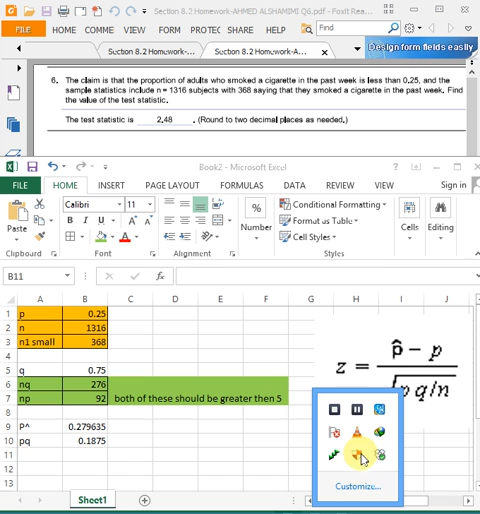 Section 8.2 Homework-AHMED ALSHAMIMI Q6.pdf - Foxit Read...
FILE HOME COMME VIEW FORM PROTEC SHARE HELP
Section 8.2 Homework-... Section 8.2 Homework-A... Design form fields easily
6. The claim is that the proportion of adults who smoked a cigarette in the past week is less than 0.25, and the
sample statistics include n = 1316 subjects with 368 saying that they smoked a cigarette in the past week. Find
the value of the test statistic.
The test statistic is 2.48 . (Round to two decimal places as needed.)
Book2 - Microsoft Excel
FILE HOME INSERT PAGE LAYOUT FORMULAS DATA REVIEW VIEW Sign in
Paste Calibri 11 B I U A A % Number Conditional Formatting Format as Table Cell Styles Cells Editing
Clipboard Font Alignment Styles
B11 fx
A B C D E F G H I J
1 p 0.25
2 n 1316
3 n1 small 368
4
5 q 0.75
6 nq 276
7 np 92 both of these should be greater then 5
8
9 P^ 0.279635
10 pq 0.1875
11
12
13
z = p̂ - p / √pq/n
Customize...
Sheet1